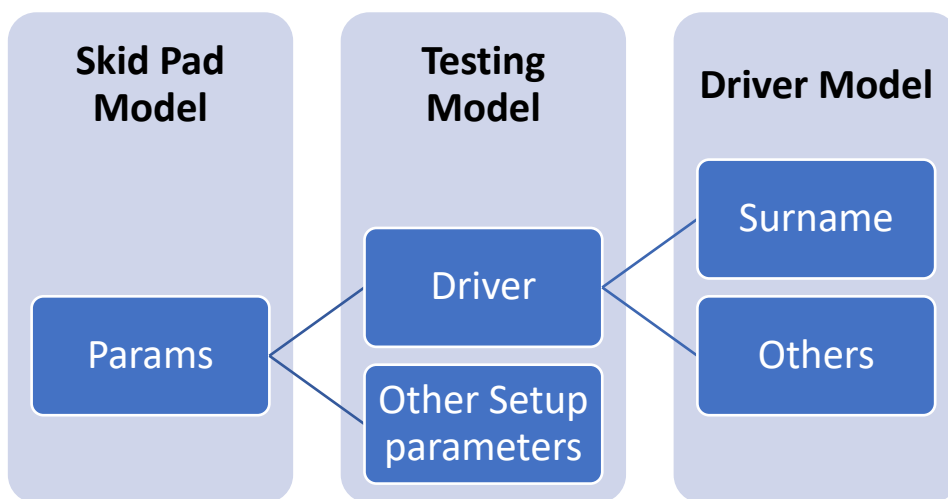 Skid Pad
Model
Testing
Model
Driver Model
Params
Driver
Other Setup
parameters
Surname
Others